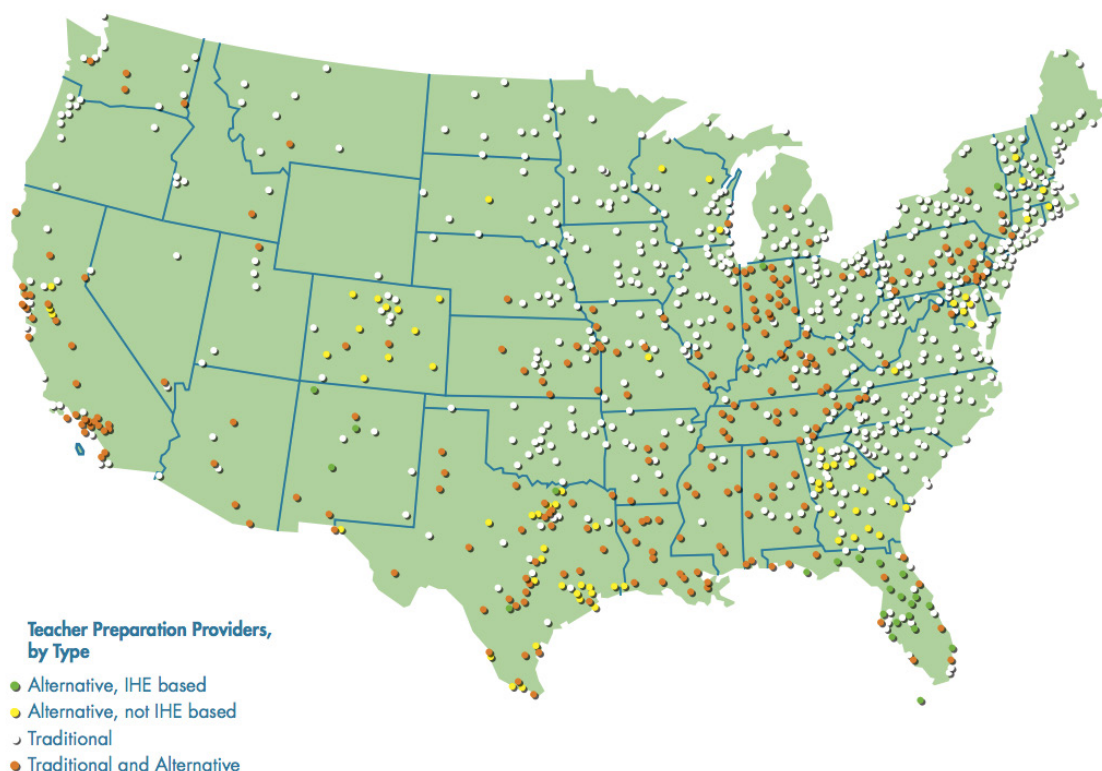 Teacher Preparation Providers,
by Type
Alternative, IHE based
Alternative, not IHE based
Traditional
Traditional and Alternative